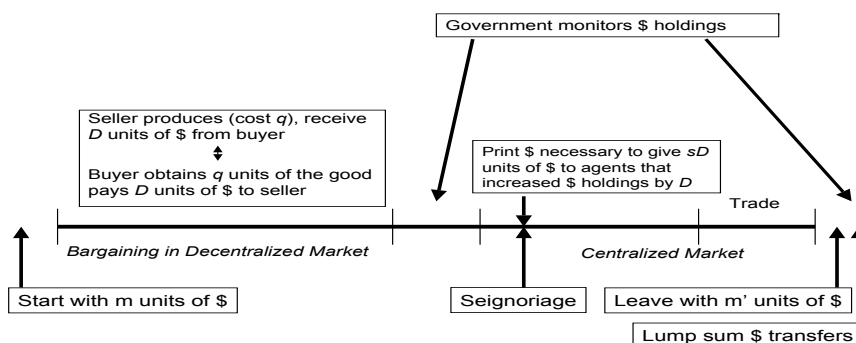 Government monitors $ holdings
Seller produces (cost q), receive
D units of $ from buyer
Buyer obtains q units of the good
pays D units of $ to seller
Print $ necessary to give sD
units of $ to agents that
increased $ holdings by D
Trade
Bargaining in Decentralized Market
Centralized Market
Start with m units of $
Seignoriage
Leave with m' units of $
Lump sum $ transfers